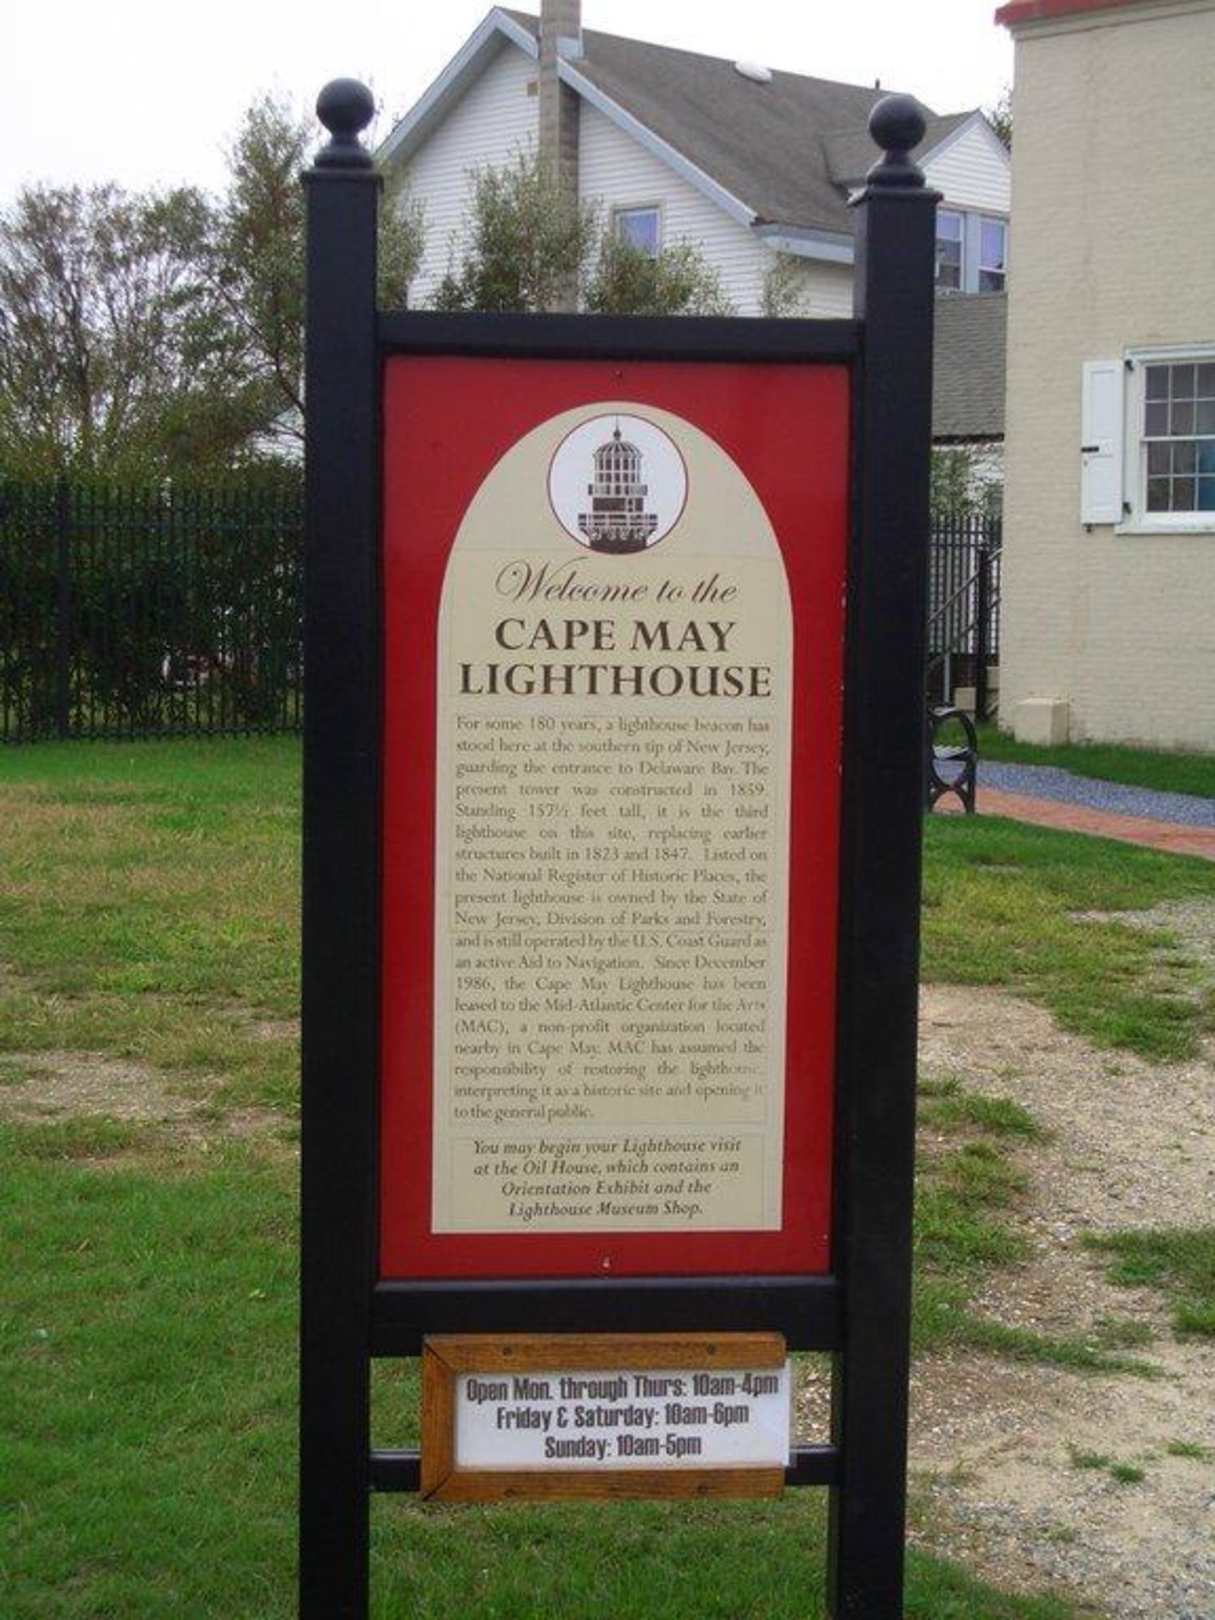 Welcome to the
CAPE MAY
LIGHTHOUSE
For some 180 years, a lighthouse beacon has
stood here at the southern tip of New Jersey,
guarding the entrance to Delaware Bay. The
present tower was constructed in 1859.
Standing 157½ feet tall, it is the third
lighthouse on this site, replacing earlier
structures built in 1823 and 1847. Listed on
the National Register of Historic Places, the
present lighthouse is owned by the State of
New Jersey, Division of Parks and Forestry,
and is still operated by the U.S. Coast Guard as
an active Aid to Navigation. Since December
1986, the Cape May Lighthouse has been
leased to the Mid-Atlantic Center for the Arts
(MAC), a non-profit organization located
nearby in Cape May. MAC has assumed the
responsibility of restoring the lighthouse,
interpreting it as a historic site and opening it
to the general public.
You may begin your Lighthouse visit
at the Oil House, which contains an
Orientation Exhibit and the
Lighthouse Museum Shop.
Open Mon. through Thurs: 10am-4pm
Friday & Saturday: 10am-6pm
Sunday: 10am-5pm